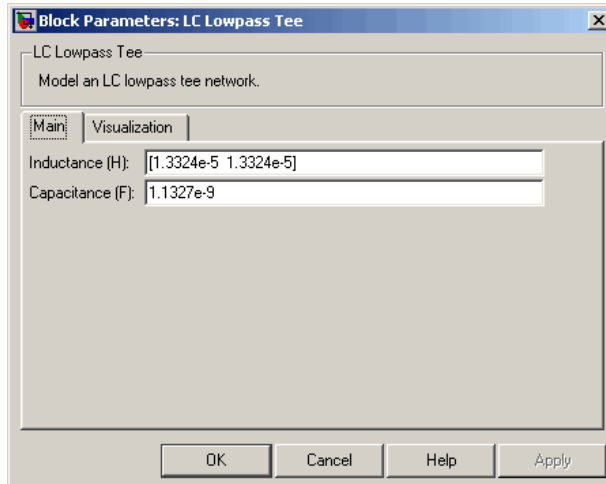 Block Parameters: LC Lowpass Tee
LC Lowpass Tee
Model an LC lowpass tee network.
Main Visualization
Inductance (H): [1.3324e-5 1.3324e-5]
Capacitance (F): 1.1327e-9
OK Cancel Help Apply